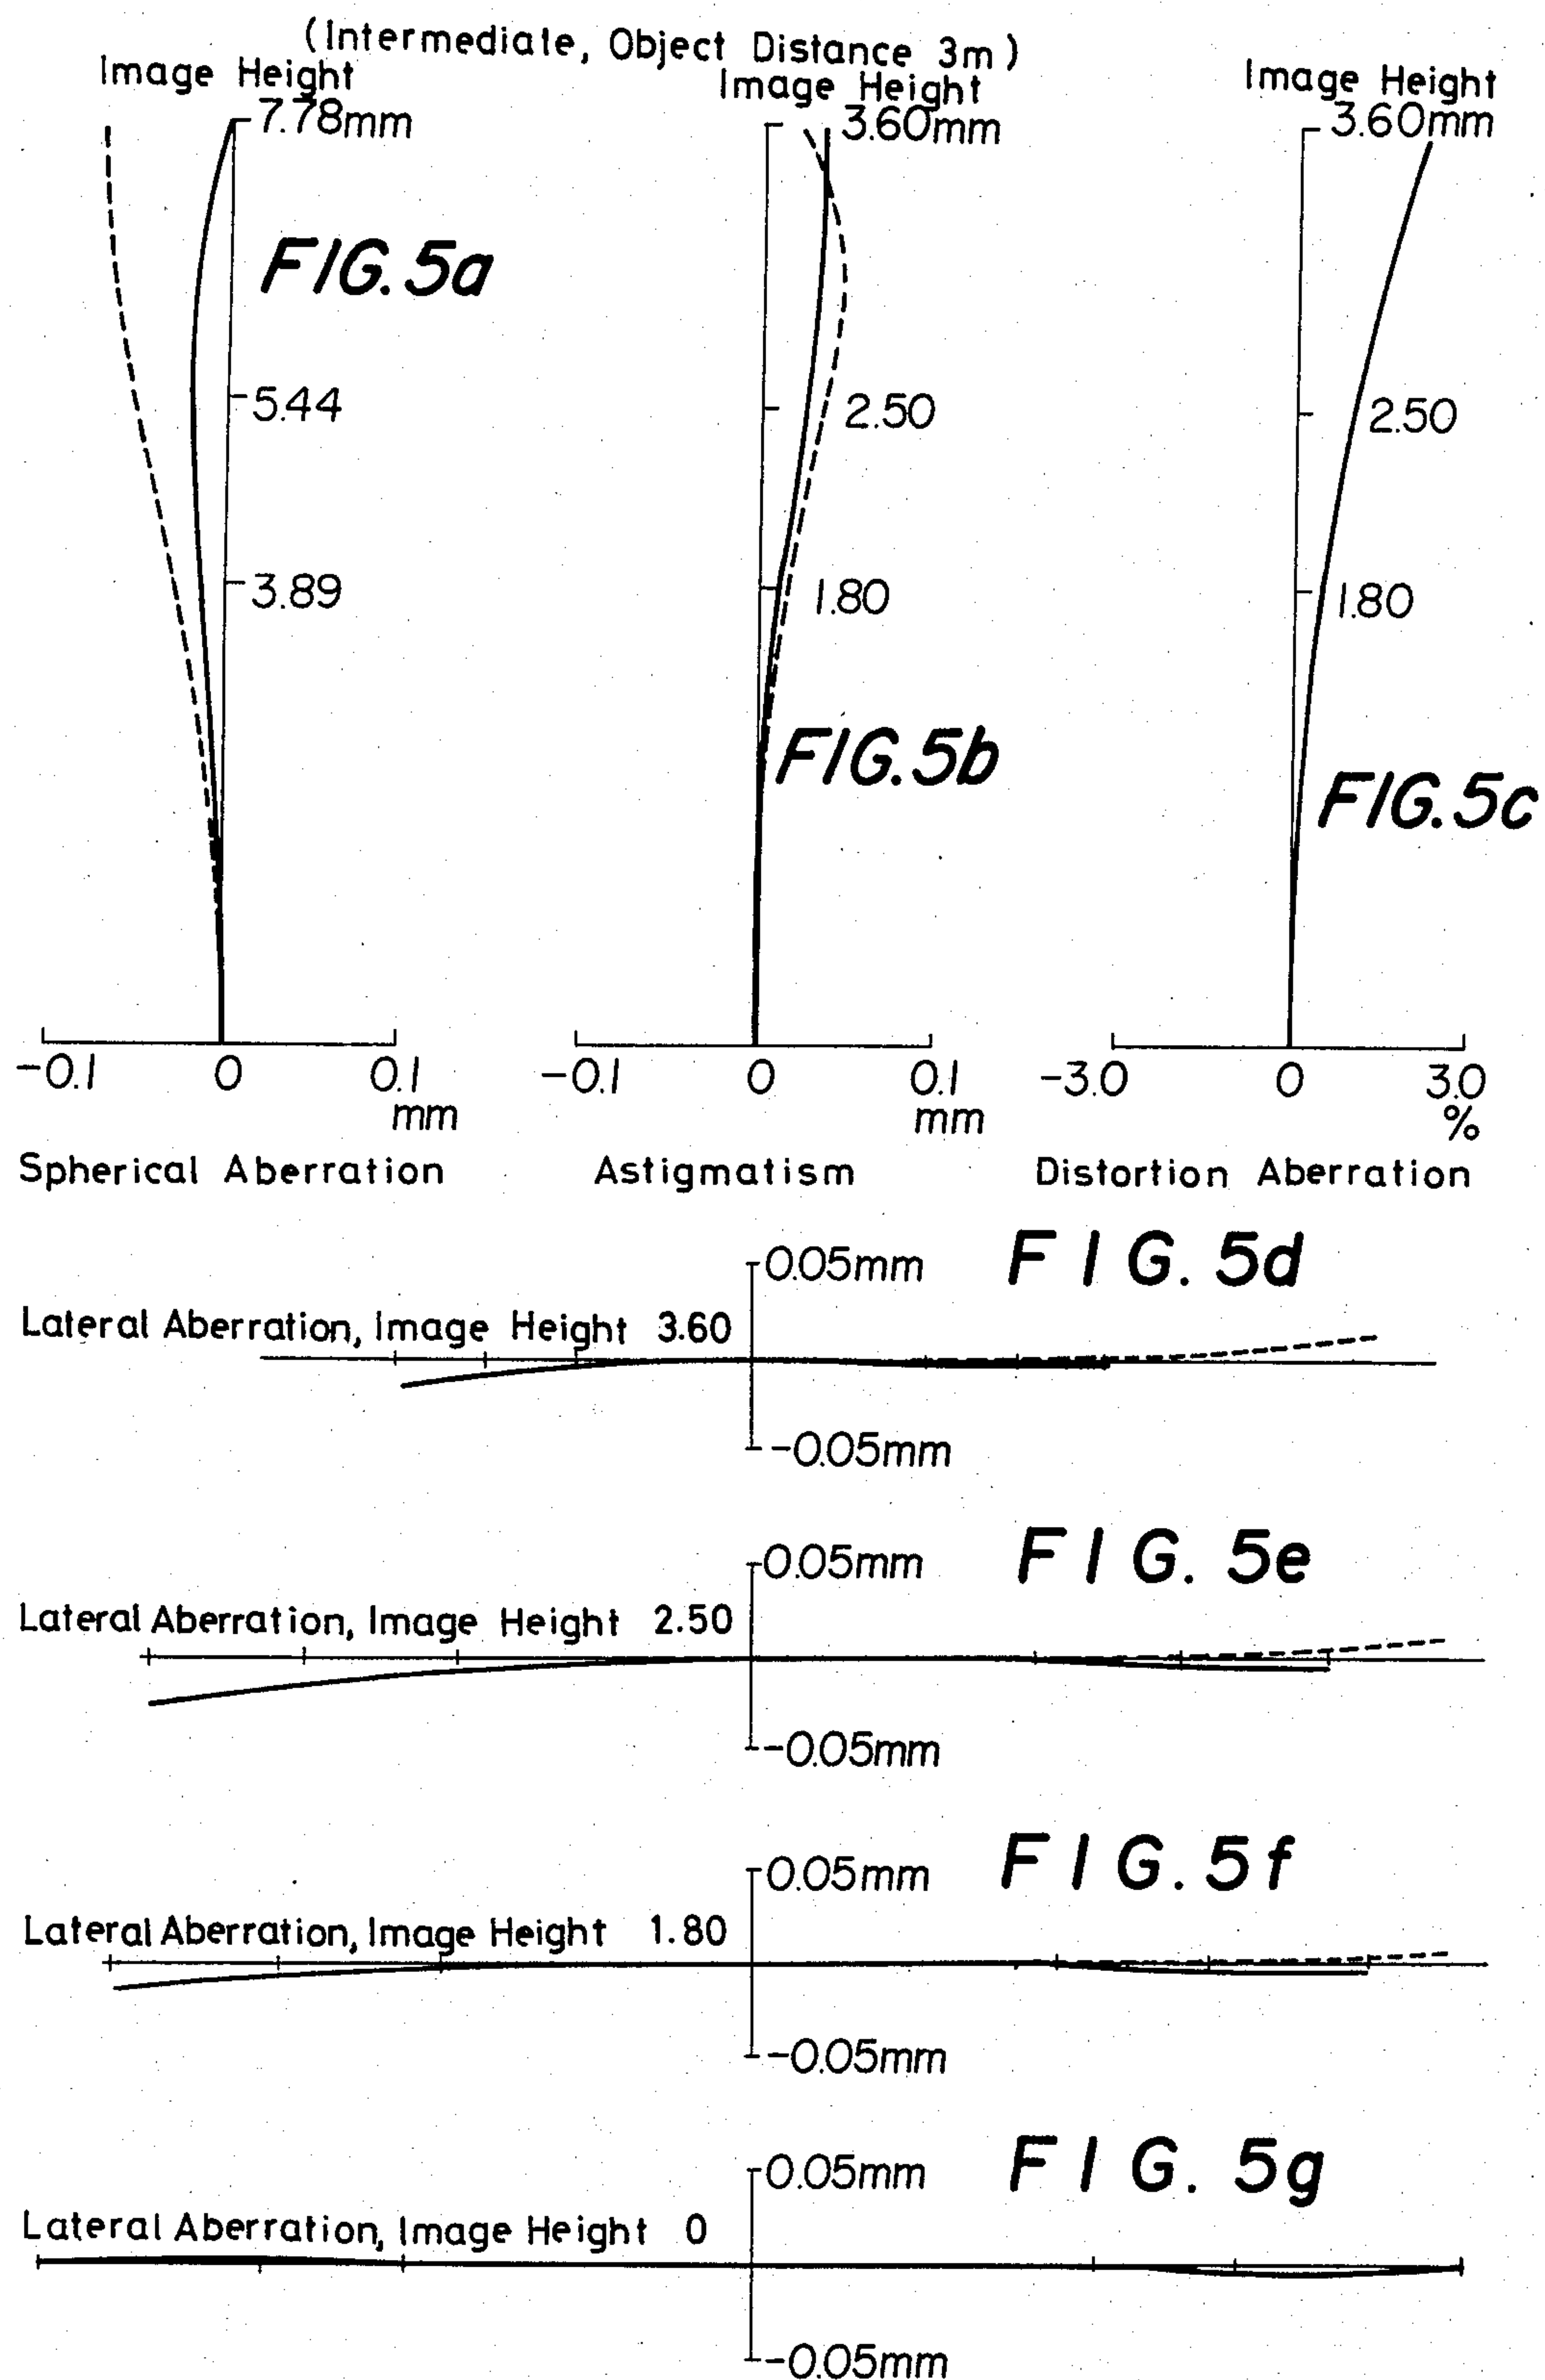 (Intermediate, Object Distance 3m)
Image Height
7.78mm
FIG. 5a
5.44
3.89
-0.1 0 0.1
mm
Spherical Aberration
Image Height
3.60mm
2.50
1.80
FIG. 5b
-0.1 0 0.1
mm
Astigmatism
Image Height
3.60mm
2.50
1.80
FIG. 5c
-3.0 0 3.0
%
Distortion Aberration
FIG. 5d
0.05mm
Lateral Aberration, Image Height 3.60
-0.05mm
FIG. 5e
0.05mm
Lateral Aberration, Image Height 2.50
-0.05mm
FIG. 5f
0.05mm
Lateral Aberration, Image Height 1.80
-0.05mm
FIG. 5g
0.05mm
Lateral Aberration, Image Height 0
-0.05mm